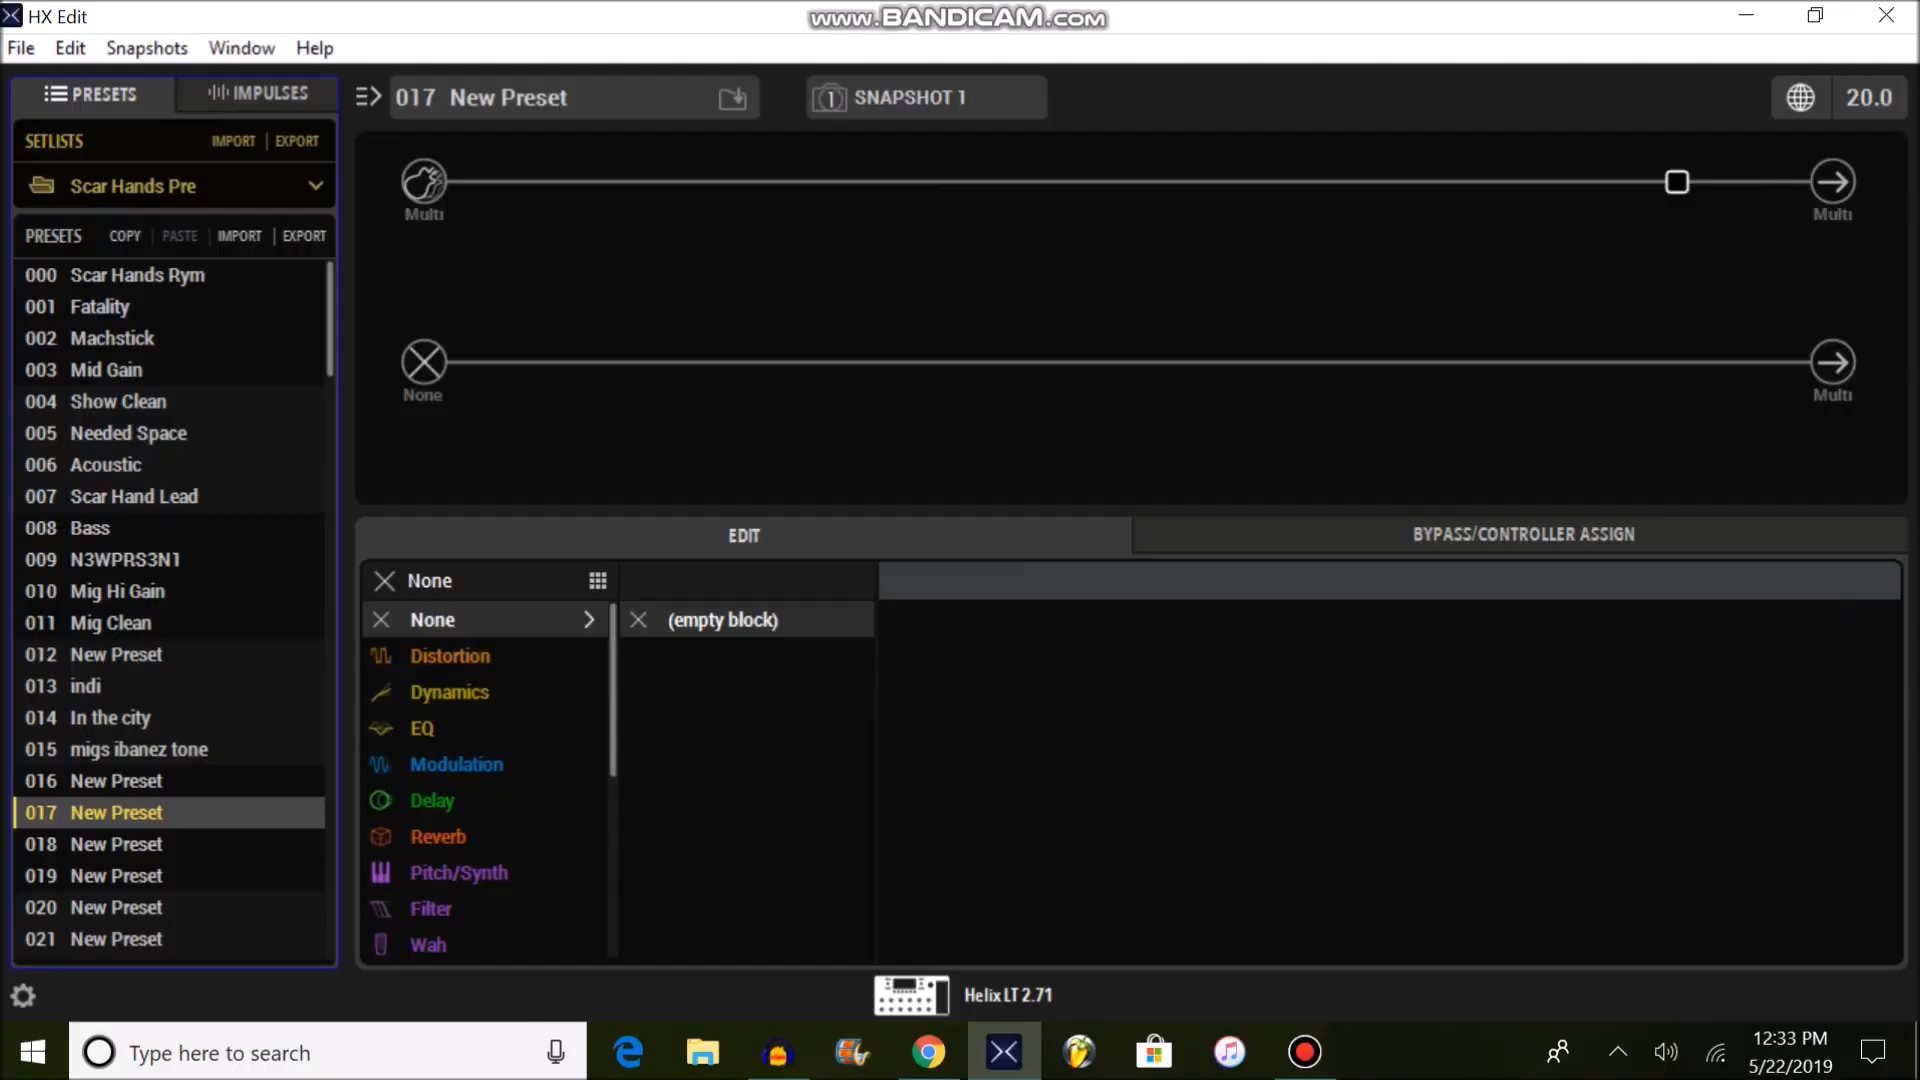 HX Edit
www.BANDICAM.com
File Edit Snapshots Window Help
PRESETS IMPULSES
017 New Preset
1 SNAPSHOT 1
20.0
SETLISTS IMPORT | EXPORT
Scar Hands Pre
PRESETS COPY | PASTE | IMPORT | EXPORT
000 Scar Hands Rym
001 Fatality
002 Machstick
003 Mid Gain
004 Show Clean
005 Needed Space
006 Acoustic
007 Scar Hand Lead
008 Bass
009 N3WPRS3N1
010 Mig Hi Gain
011 Mig Clean
012 New Preset
013 indi
014 In the city
015 migs ibanez tone
016 New Preset
017 New Preset
018 New Preset
019 New Preset
020 New Preset
021 New Preset
Multi Multi
None Multi
EDIT BYPASS/CONTROLLER ASSIGN
None
None (empty block)
Distortion
Dynamics
EQ
Modulation
Delay
Reverb
Pitch/Synth
Filter
Wah
Helix LT 2.71
Type here to search
12:33 PM
5/22/2019